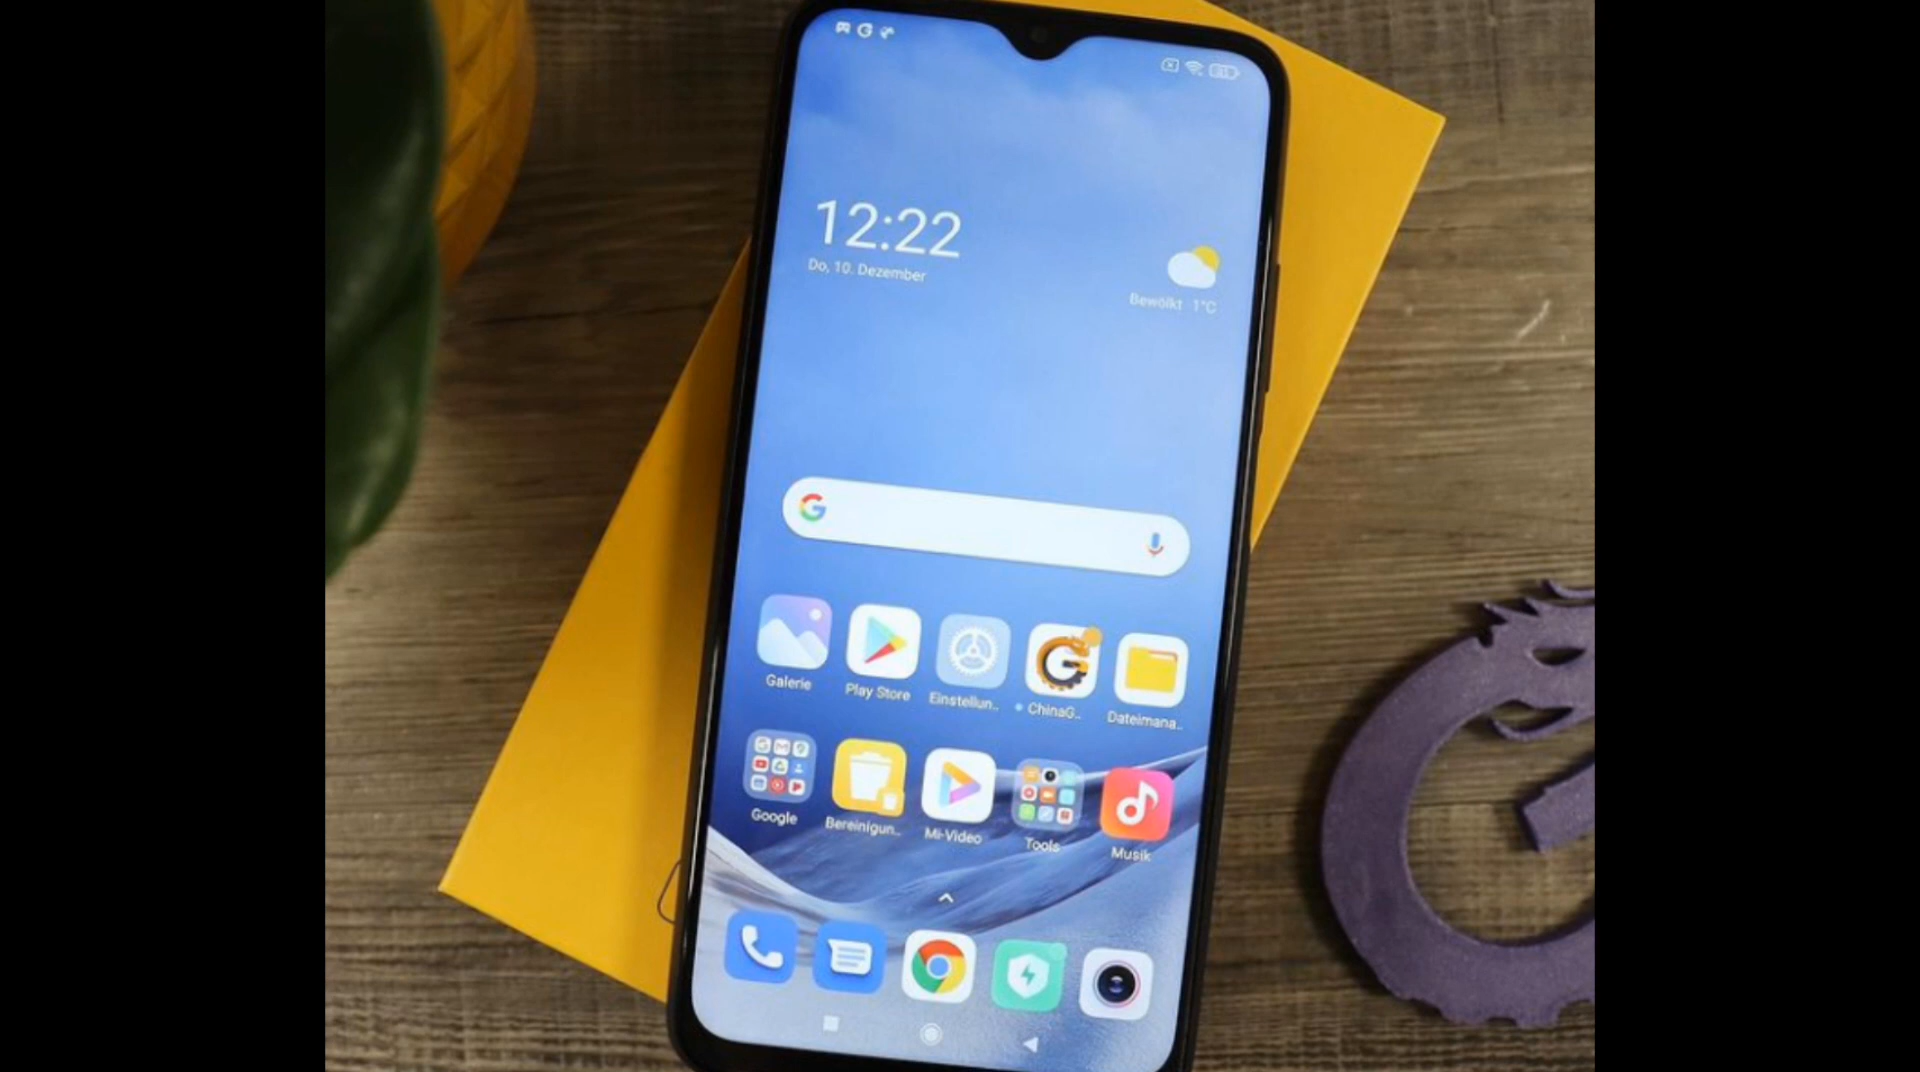 12:22
Do, 10. Dezember
Bewölkt 1°C
Galerie
Play Store
Einstellun..
ChinaG..
Dateimana..
Google
Bereinigun..
Mi-Video
Tools
Musik